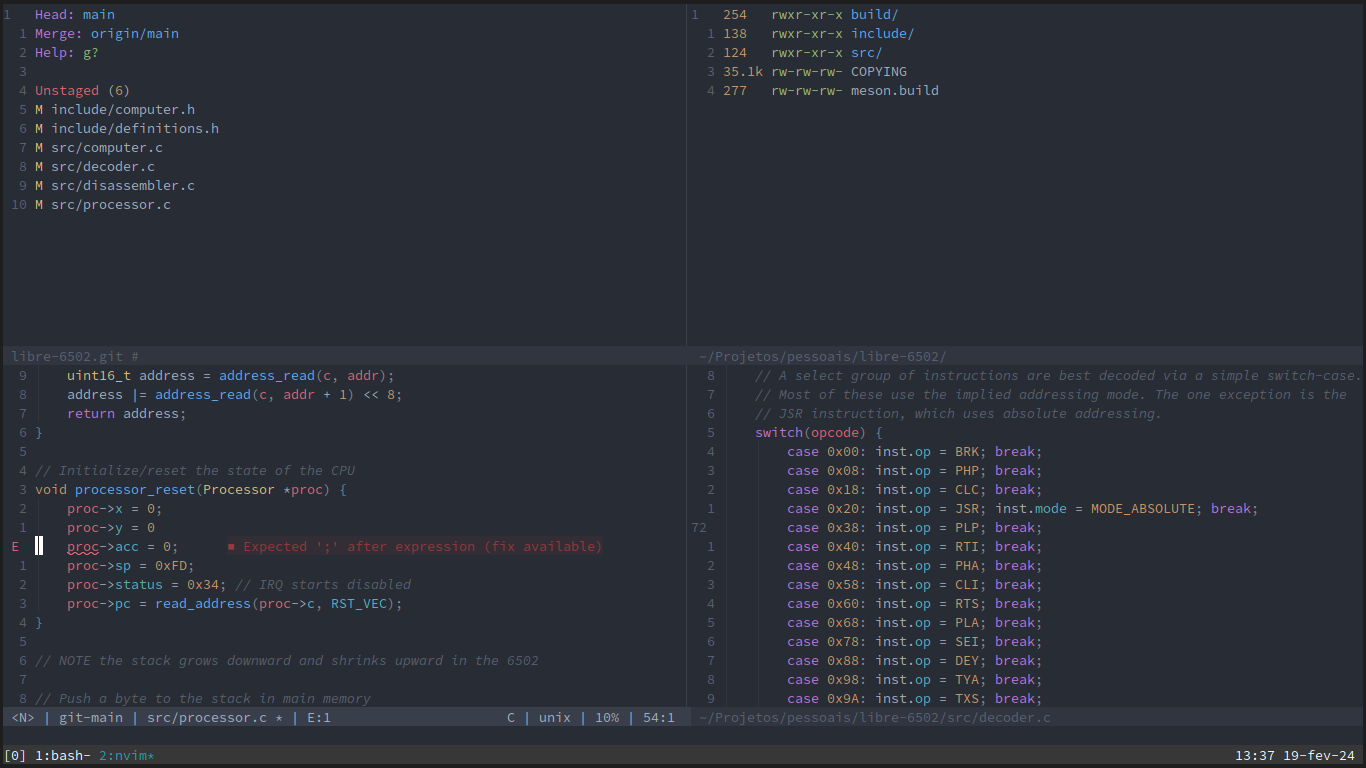 1 Head: main
1 Merge: origin/main
2 Help: g?
3
4 Unstaged (6)
5 M include/computer.h
6 M include/definitions.h
7 M src/computer.c
8 M src/decoder.c
9 M src/disassembler.c
10 M src/processor.c
libre-6502.git #
1 254 rwxr-xr-x build/
1 138 rwxr-xr-x include/
2 124 rwxr-xr-x src/
3 35.1k rw-rw-rw- COPYING
4 277 rw-rw-rw- meson.build
~/Projetos/pessoais/libre-6502/
9 uint16_t address = address_read(c, addr);
8 address |= address_read(c, addr + 1) << 8;
7 return address;
6 }
5
4 // Initialize/reset the state of the CPU
3 void processor_reset(Processor *proc) {
2 proc->x = 0;
1 proc->y = 0
E proc->acc = 0; ■ Expected ';' after expression (fix available)
1 proc->sp = 0xFD;
2 proc->status = 0x34; // IRQ starts disabled
3 proc->pc = read_address(proc->c, RST_VEC);
4 }
5
6 // NOTE the stack grows downward and shrinks upward in the 6502
7
8 // Push a byte to the stack in main memory
<N> | git-main | src/processor.c * | E:1 C | unix | 10% | 54:1
8 // A select group of instructions are best decoded via a simple switch-case.
7 // Most of these use the implied addressing mode. The one exception is the
6 // JSR instruction, which uses absolute addressing.
5 switch(opcode) {
4 case 0x00: inst.op = BRK; break;
3 case 0x08: inst.op = PHP; break;
2 case 0x18: inst.op = CLC; break;
1 case 0x20: inst.op = JSR; inst.mode = MODE_ABSOLUTE; break;
72 case 0x38: inst.op = PLP; break;
1 case 0x40: inst.op = RTI; break;
2 case 0x48: inst.op = PHA; break;
3 case 0x58: inst.op = CLI; break;
4 case 0x60: inst.op = RTS; break;
5 case 0x68: inst.op = PLA; break;
6 case 0x78: inst.op = SEI; break;
7 case 0x88: inst.op = DEY; break;
8 case 0x98: inst.op = TYA; break;
9 case 0x9A: inst.op = TXS; break;
~/Projetos/pessoais/libre-6502/src/decoder.c
[0] 1:bash- 2:nvim* 13:37 19-fev-24